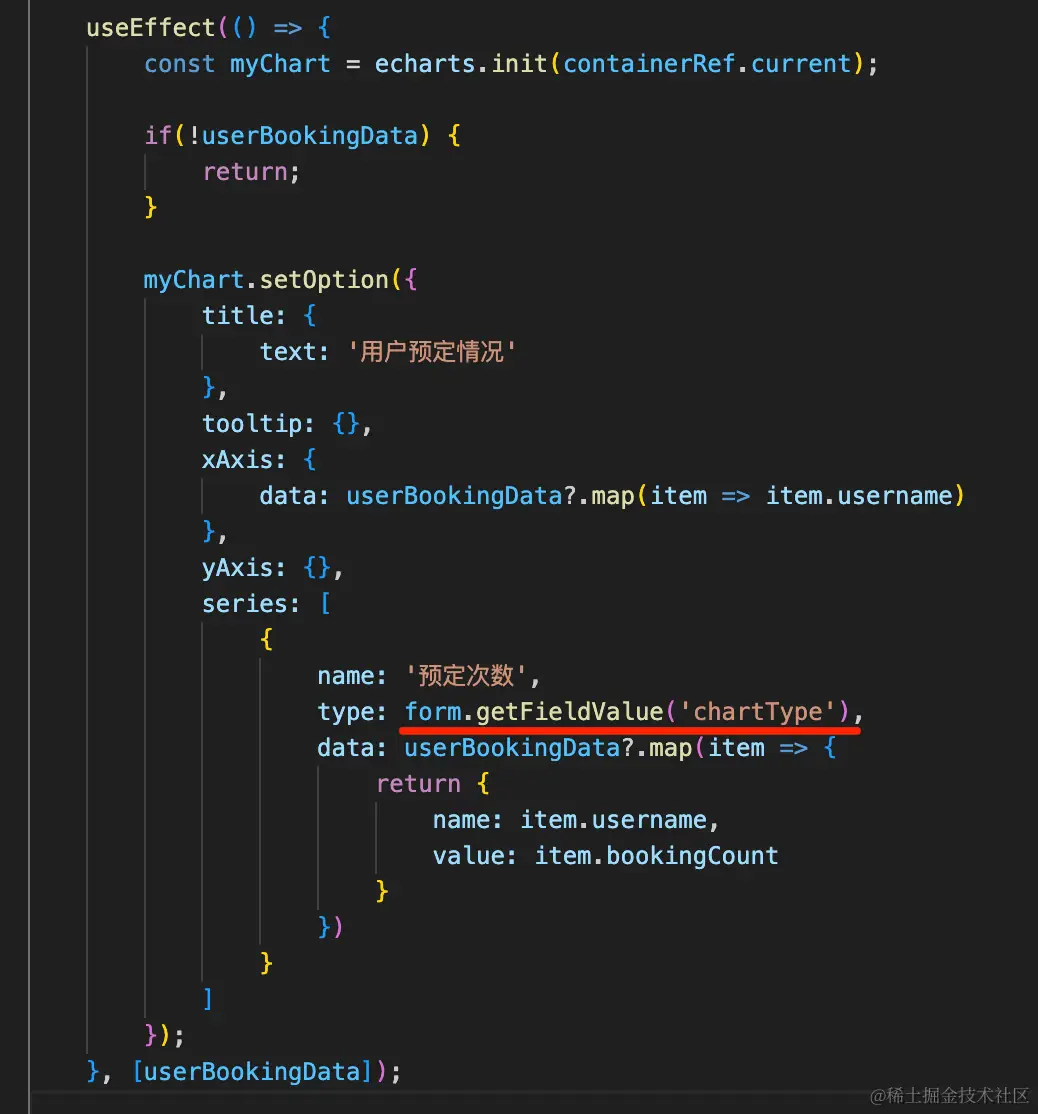 useEffect(() => {
    const myChart = echarts.init(containerRef.current);

    if(!userBookingData) {
        return;
    }

    myChart.setOption({
        title: {
            text: '用户预定情况'
        },
        tooltip: {},
        xAxis: {
            data: userBookingData?.map(item => item.username)
        },
        yAxis: {},
        series: [
            {
                name: '预定次数',
                type: form.getFieldValue('chartType'),
                data: userBookingData?.map(item => {
                    return {
                        name: item.username,
                        value: item.bookingCount
                    }
                })
            }
        ]
    });
}, [userBookingData]);
@稀土掘金技术社区